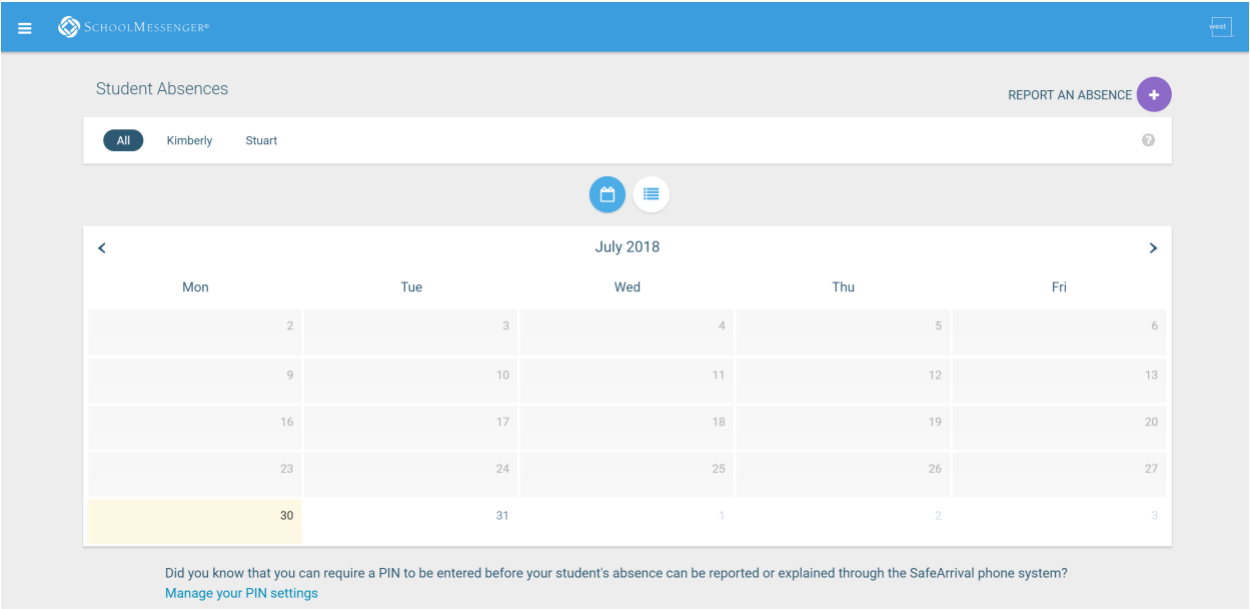 SCHOOLMESSENGER®
west
Student Absences
REPORT AN ABSENCE +
All Kimberly Stuart ?
< July 2018 >
Mon Tue Wed Thu Fri
2 3 4 5 6
9 10 11 12 13
16 17 18 19 20
23 24 25 26 27
30 31 1 2 3
Did you know that you can require a PIN to be entered before your student's absence can be reported or explained through the SafeArrival phone system?
Manage your PIN settings